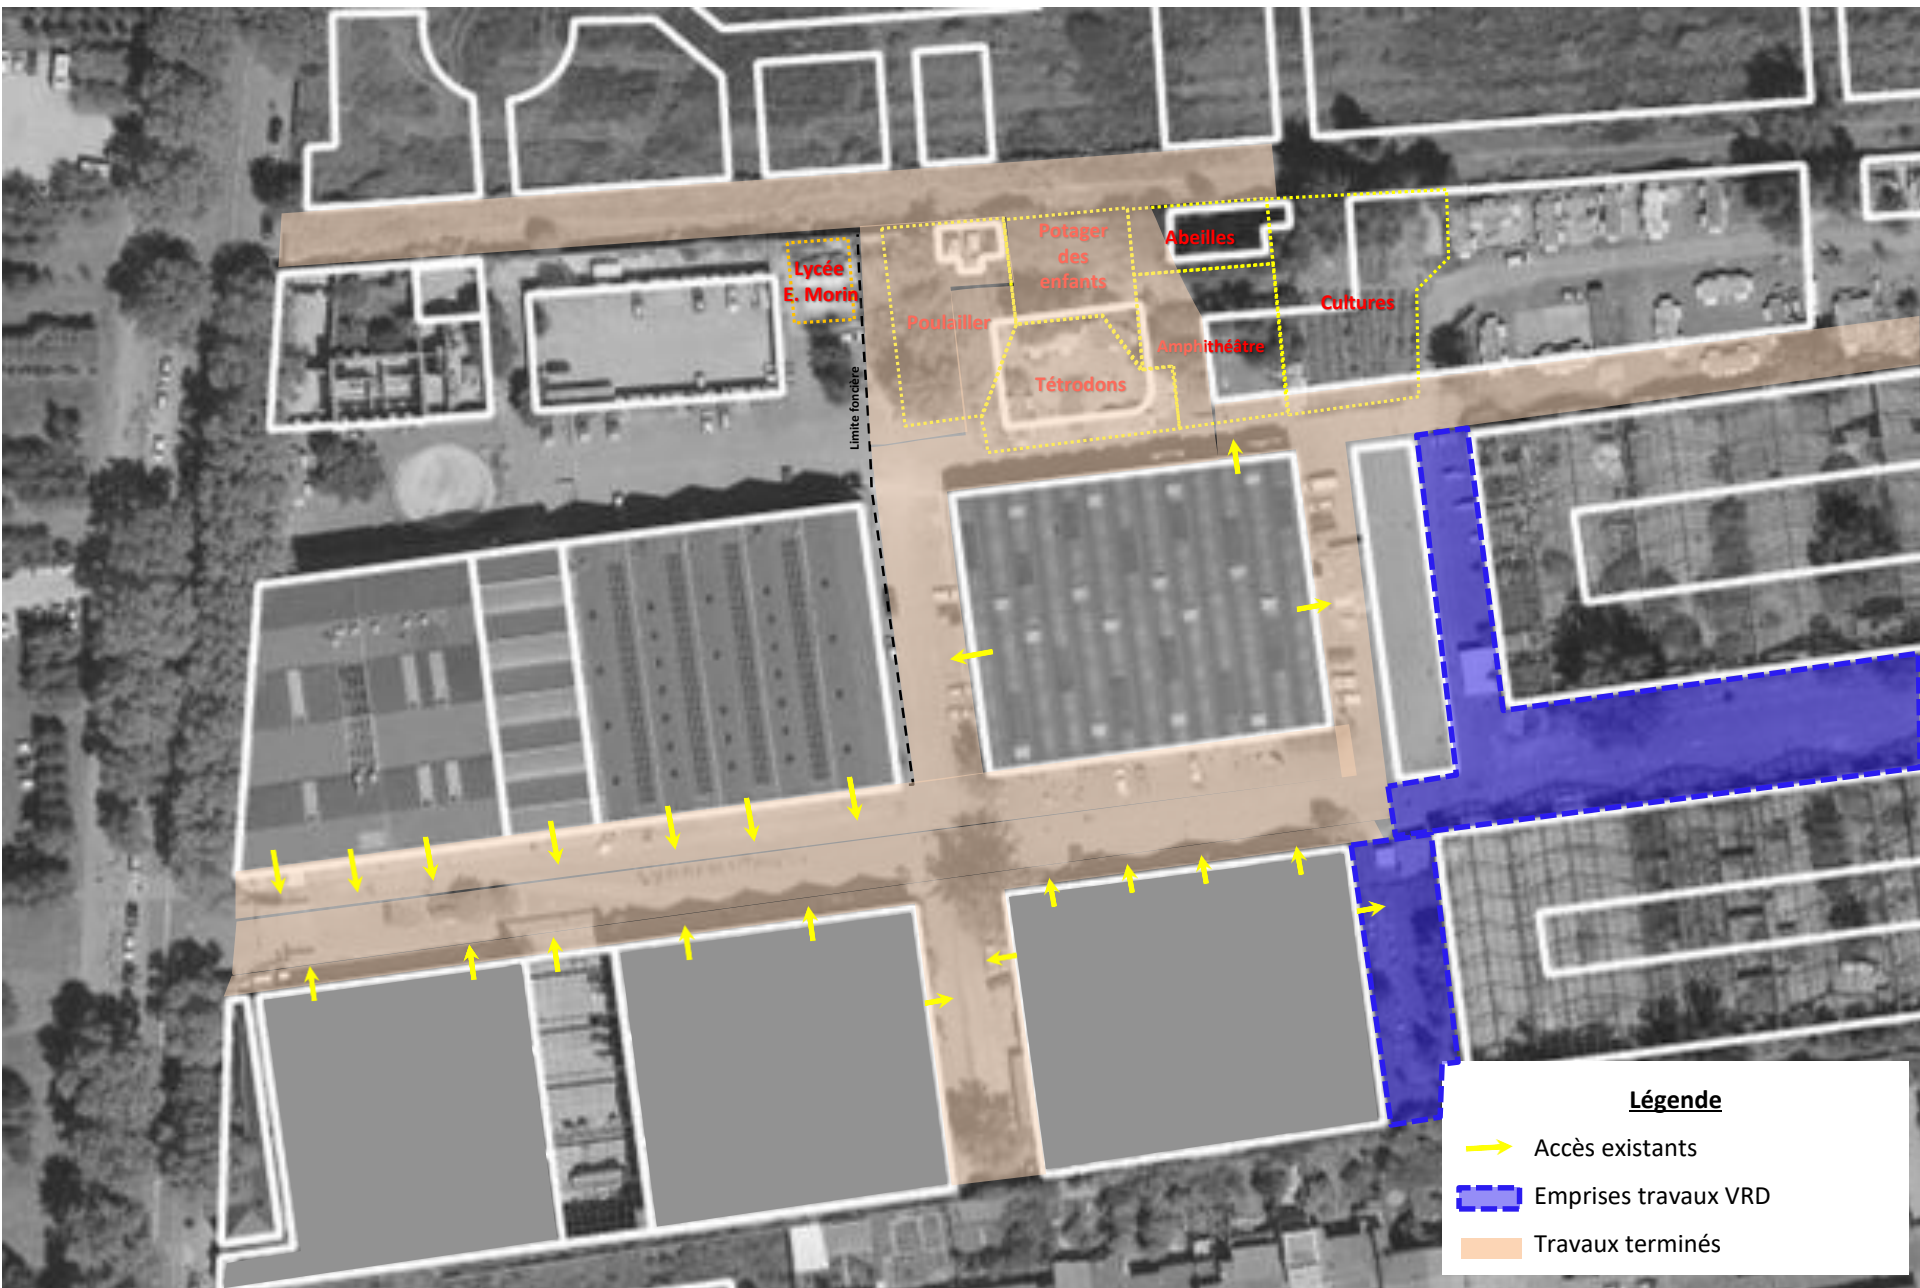 Potager
des
enfants
Abeilles
Lycée
E. Morin
Cultures
Poulailler
Amphithéâtre
Tétrodons
Limite foncière
Légende
Accès existants
Emprises travaux VRD
Travaux terminés